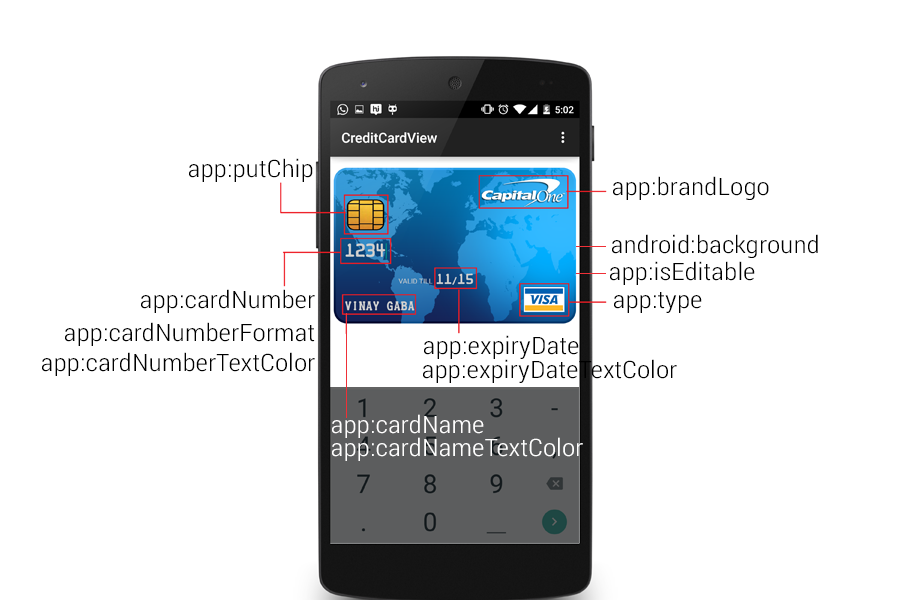 5:02
CreditCardView
app:putChip
CapitalOne
app:brandLogo
1234
android:background
app:isEditable
VALID TILL 11/15
app:cardNumber
VINAY GABA
VISA
app:type
app:cardNumberFormat
app:expiryDate
app:cardNumberTextColor
app:expiryDateTextColor
1 2 3 -
app:cardName
app:cardNameTextColor
7 8 9
. 0 _